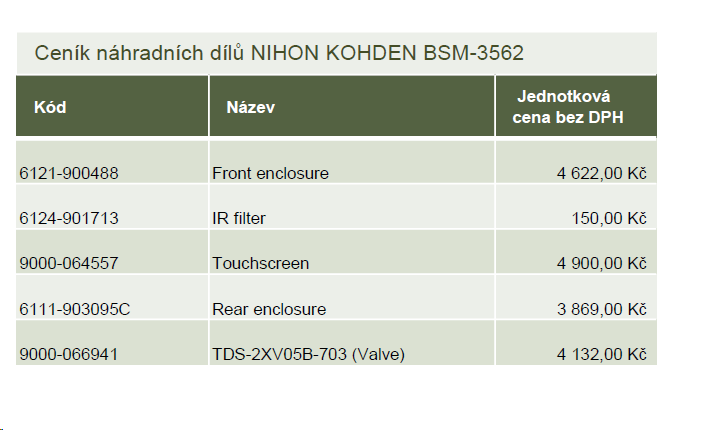 Ceník náhradních dílů NIHON KOHDEN BSM-3562
Kód Název Jednotková cena bez DPH
6121-900488 Front enclosure 4 622,00 Kč
6124-901713 IR filter 150,00 Kč
9000-064557 Touchscreen 4 900,00 Kč
6111-903095C Rear enclosure 3 869,00 Kč
9000-066941 TDS-2XV05B-703 (Valve) 4 132,00 Kč